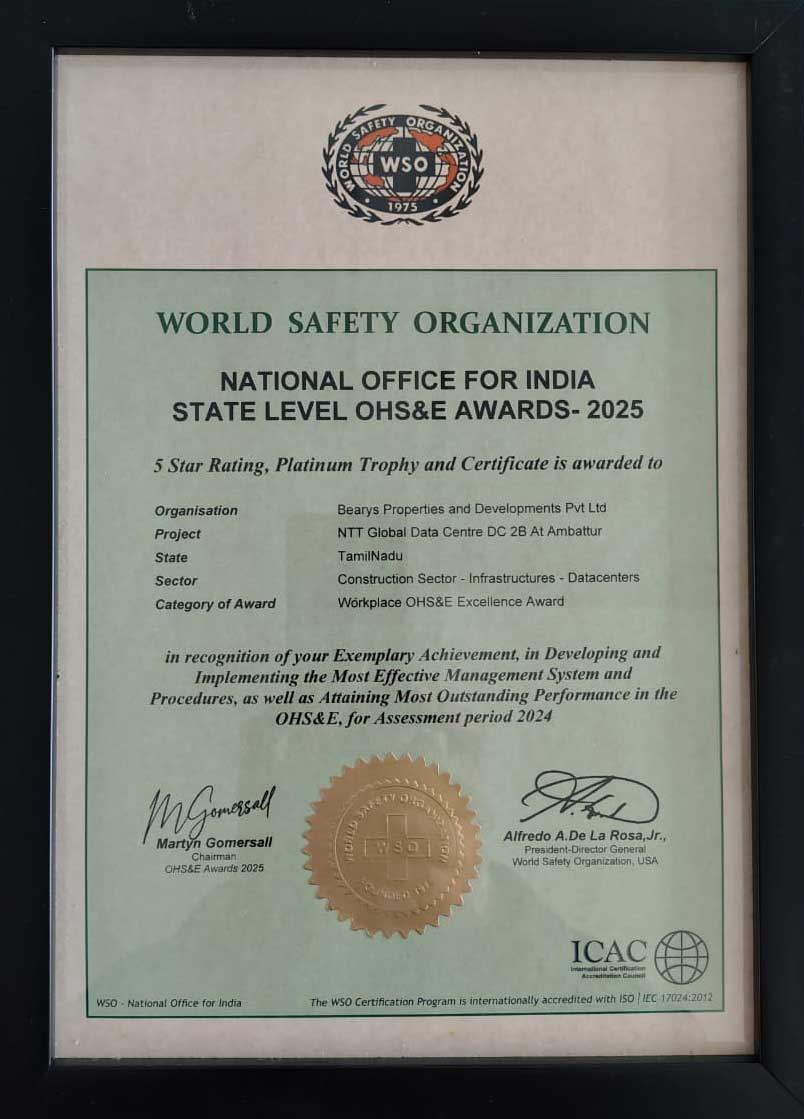 WORLD SAFETY ORGANIZATION
WSO
1975
WORLD SAFETY ORGANIZATION
NATIONAL OFFICE FOR INDIA
STATE LEVEL OHS&E AWARDS- 2025
5 Star Rating, Platinum Trophy and Certificate is awarded to
Organisation Bearys Properties and Developments Pvt Ltd
Project NTT Global Data Centre DC 2B At Ambattur
State TamilNadu
Sector Construction Sector - Infrastructures - Datacenters
Category of Award Workplace OHS&E Excellence Award
in recognition of your Exemplary Achievement, in Developing and
Implementing the Most Effective Management System and
Procedures, as well as Attaining Most Outstanding Performance in the
OHS&E, for Assessment period 2024
M Gomersall
Martyn Gomersall
Chairman
OHS&E Awards 2025
WORLD SAFETY ORGANIZATION
WSO
Alfredo A.De La Rosa,Jr.,
President-Director General
World Safety Organization, USA
ICAC
International Certification
Accreditation Council
WSO - National Office for India
The WSO Certification Program is internationally accredited with ISO | IEC 17024:2012